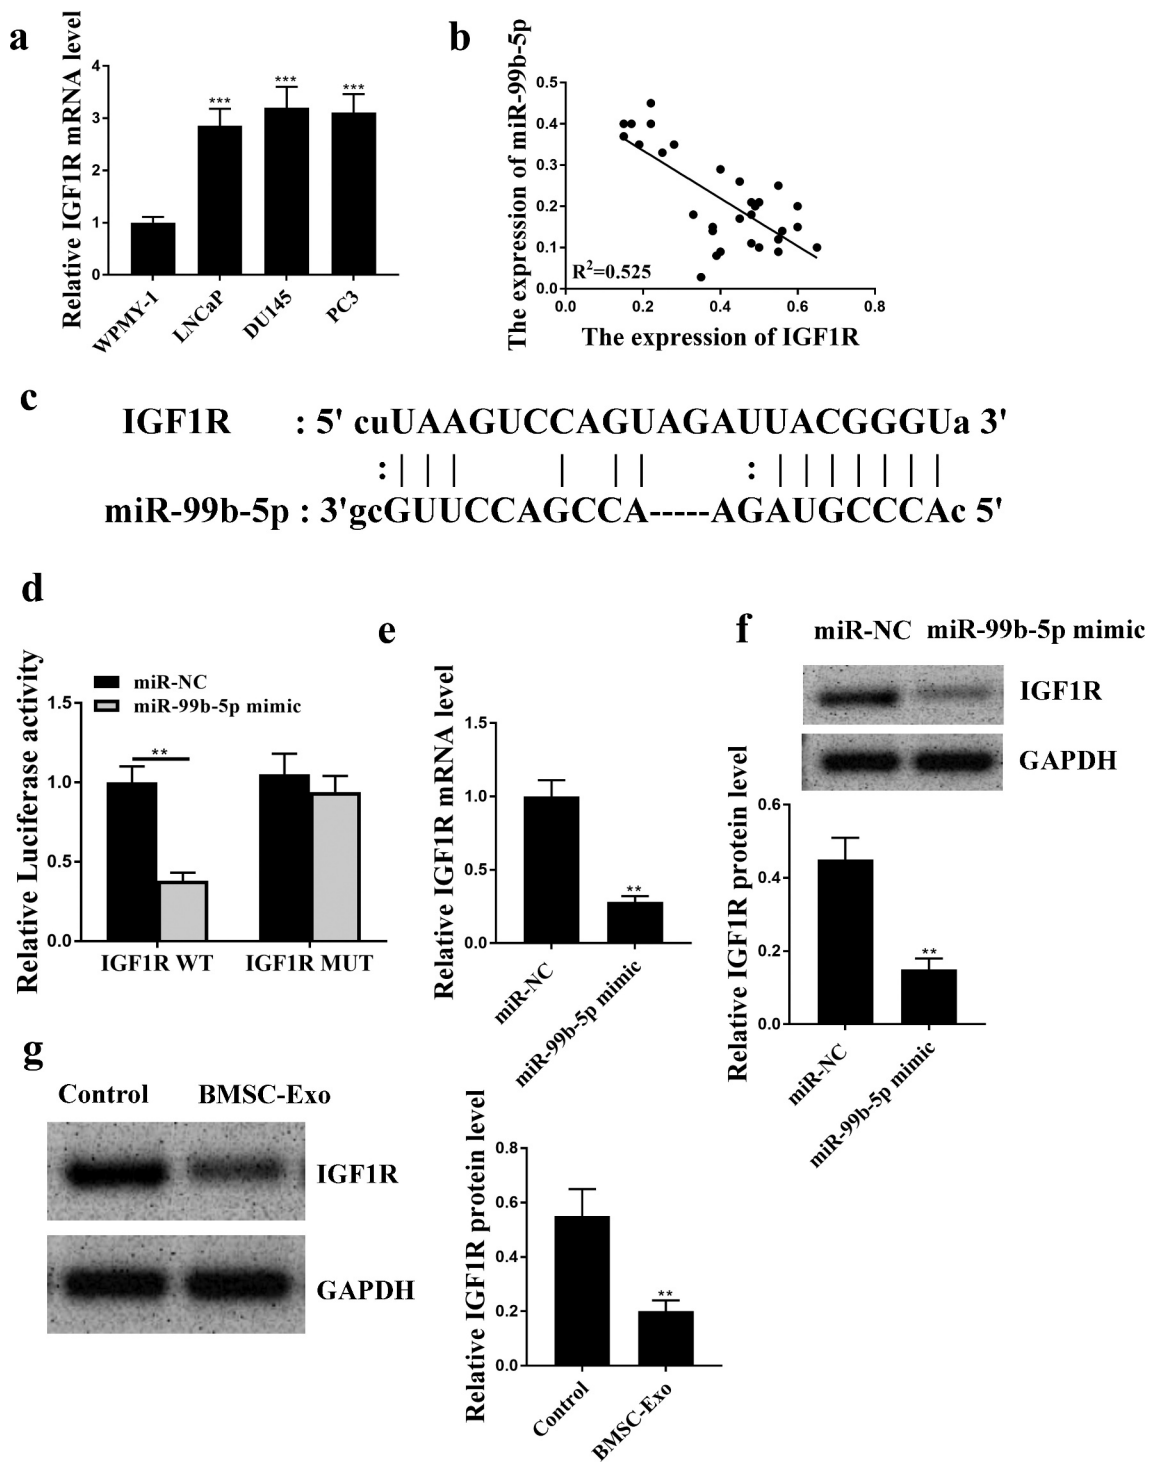 a
Relative IGF1R mRNA level
4
3
2
1
0
***
***
***
WPMY-1
LNCaP
DU145
PC3
b
The expression of miR-99b-5p
0.5
0.4
0.3
0.2
0.1
0.0
R²=0.525
0.0 0.2 0.4 0.6 0.8
The expression of IGF1R
c
IGF1R : 5' cuUAAGUCCAGUAGAUUACGGGUa 3'
: | | | | | | : | | | | | | |
miR-99b-5p : 3'gcGUUCCAGCCA-----AGAUGCCCAc 5'
d
Relative Luciferase activity
miR-NC
miR-99b-5p mimic
1.5
1.0
0.5
0.0
**
IGF1R WT IGF1R MUT
e
Relative IGF1R mRNA level
1.5
1.0
0.5
0.0
**
miR-NC
miR-99b-5p mimic
f
miR-NC miR-99b-5p mimic
IGF1R
GAPDH
Relative IGF1R protein level
0.6
0.4
0.2
0.0
**
miR-NC
miR-99b-5p mimic
g
Control BMSC-Exo
IGF1R
GAPDH
Relative IGF1R protein level
0.8
0.6
0.4
0.2
0.0
**
Control
BMSC-Exo